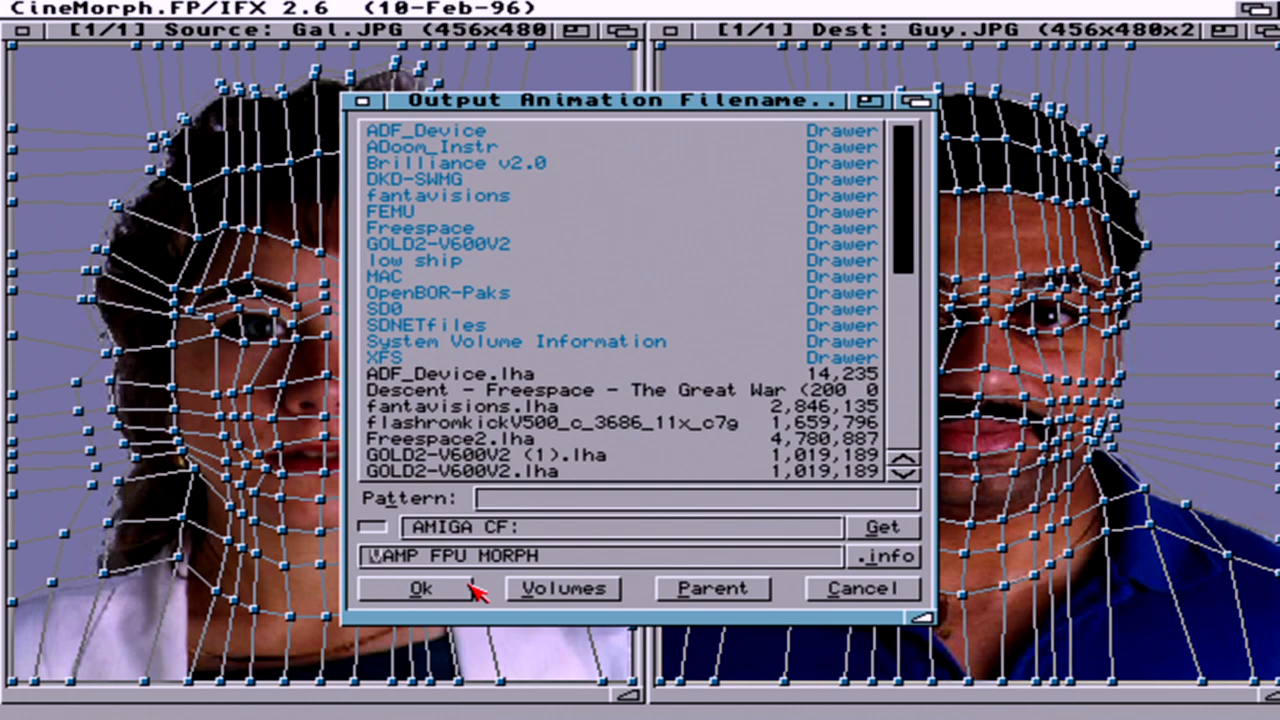 CineMorph.FP/IFX 2.6 (10-Feb-96)
[1/1] Source: Gal.JPG (456x480
[1/1] Dest: Guy.JPG (456x480x2
Output Animation Filename..
ADF_Device Drawer
ADoom_Instr Drawer
Brilliance v2.0 Drawer
DKD-SWMG Drawer
fantavisions Drawer
FEMU Drawer
Freespace Drawer
GOLD2-V600V2 Drawer
low ship Drawer
MAC Drawer
OpenBOR-Paks Drawer
SD0 Drawer
SDNETfiles Drawer
System Volume Information Drawer
XFS Drawer
ADF_Device.lha 14,235
Descent - Freespace - The Great War (200 0
fantavisions.lha 2,846,135
flashromkickV500_c_3686_11x_c7g 1,659,796
Freespace2.lha 4,780,887
GOLD2-V600V2 (1).lha 1,019,189
GOLD2-V600V2.lha 1,019,189
Pattern:
AMIGA CF: Get
VAMP FPU MORPH .info
Ok Volumes Parent Cancel